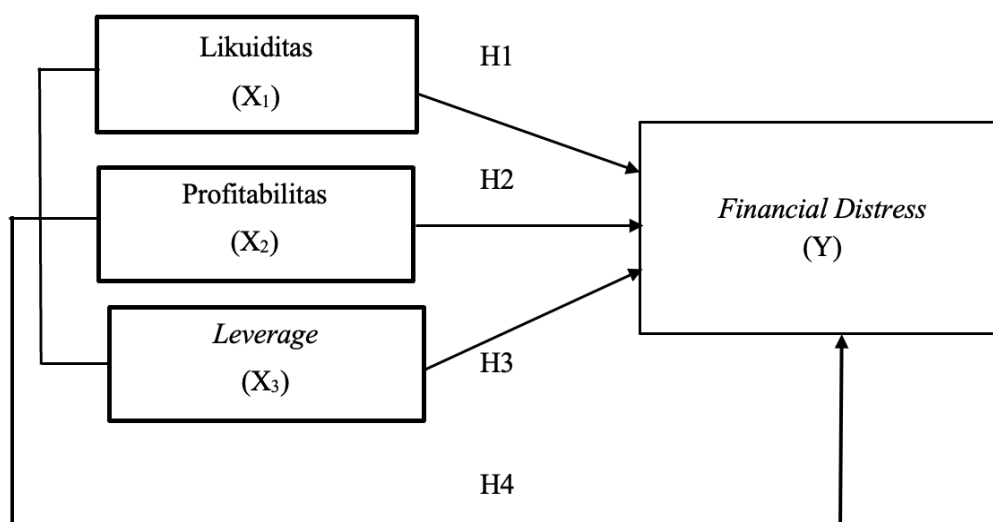 Likuiditas
(X₁)
H1
Profitabilitas
(X₂)
H2
Leverage
(X₃)
H3
Financial Distress
(Y)
H4